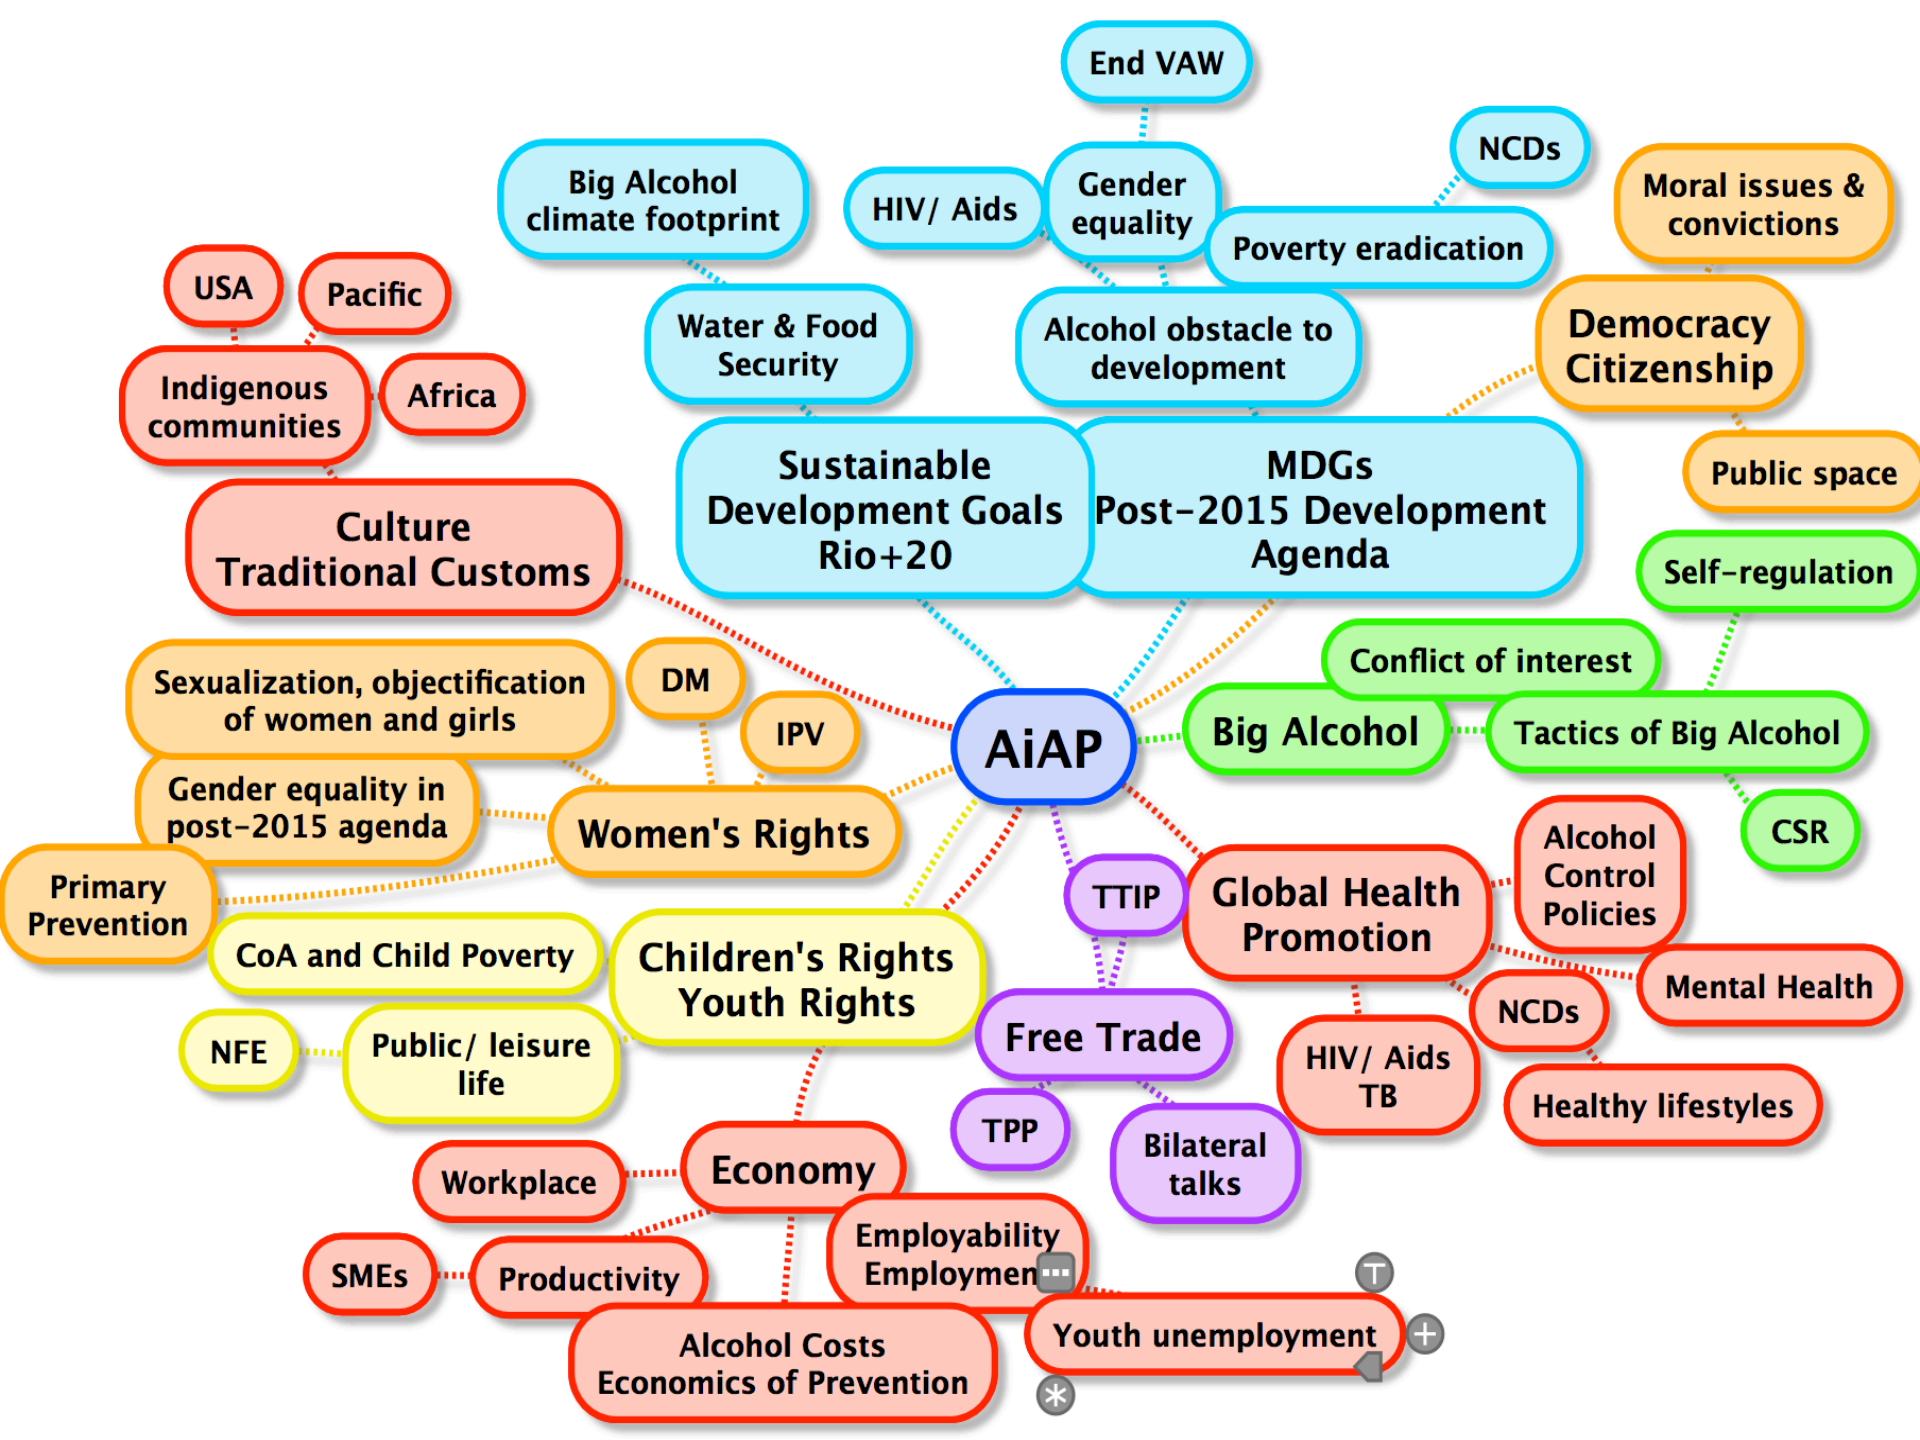 End VAW
NCDs
Big Alcohol
climate footprint
HIV/ Aids
Gender
equality
Poverty eradication
Moral issues &
convictions
USA
Pacific
Water & Food
Security
Alcohol obstacle to
development
Democracy
Citizenship
Indigenous
communities
Africa
Public space
Sustainable
Development Goals
Rio+20
MDGs
Post-2015 Development
Agenda
Culture
Traditional Customs
Self-regulation
Conflict of interest
Sexualization, objectification
of women and girls
DM
IPV
AiAP
Big Alcohol
Tactics of Big Alcohol
Gender equality in
post-2015 agenda
Women's Rights
CSR
Alcohol
Control
Policies
Primary
Prevention
TTIP
Global Health
Promotion
CoA and Child Poverty
Children's Rights
Youth Rights
Mental Health
NCDs
NFE
Public/ leisure
life
Free Trade
HIV/ Aids
TB
Healthy lifestyles
TPP
Bilateral
talks
Workplace
Economy
Employability
Employmen
SMEs
Productivity
Youth unemployment
Alcohol Costs
Economics of Prevention